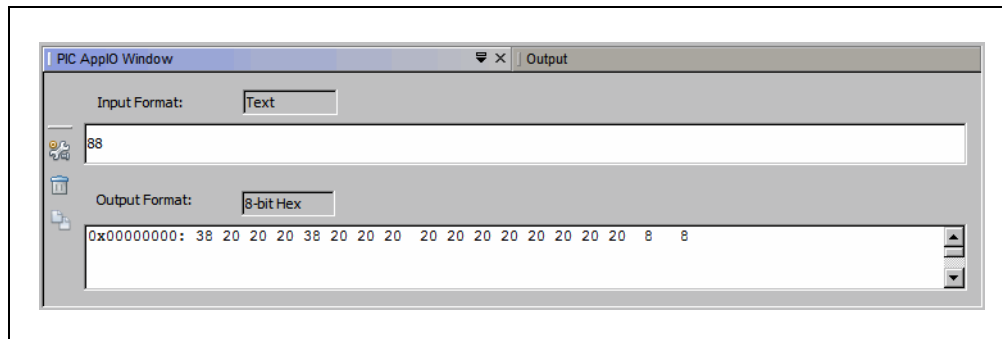 PIC AppIO Window Output
Input Format: Text
88
Output Format: 8-bit Hex
0x00000000: 38 20 20 20 38 20 20 20 20 20 20 20 20 20 20 20 8 8